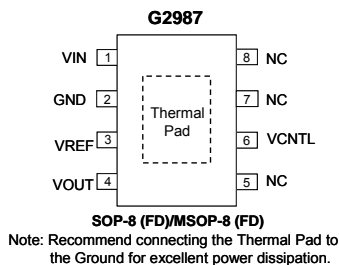 G2987
VIN 1 8 NC
GND 2 7 NC
Thermal
Pad
VREF 3 6 VCNTL
VOUT 4 5 NC
SOP-8 (FD)/MSOP-8 (FD)
Note: Recommend connecting the Thermal Pad to
the Ground for excellent power dissipation.